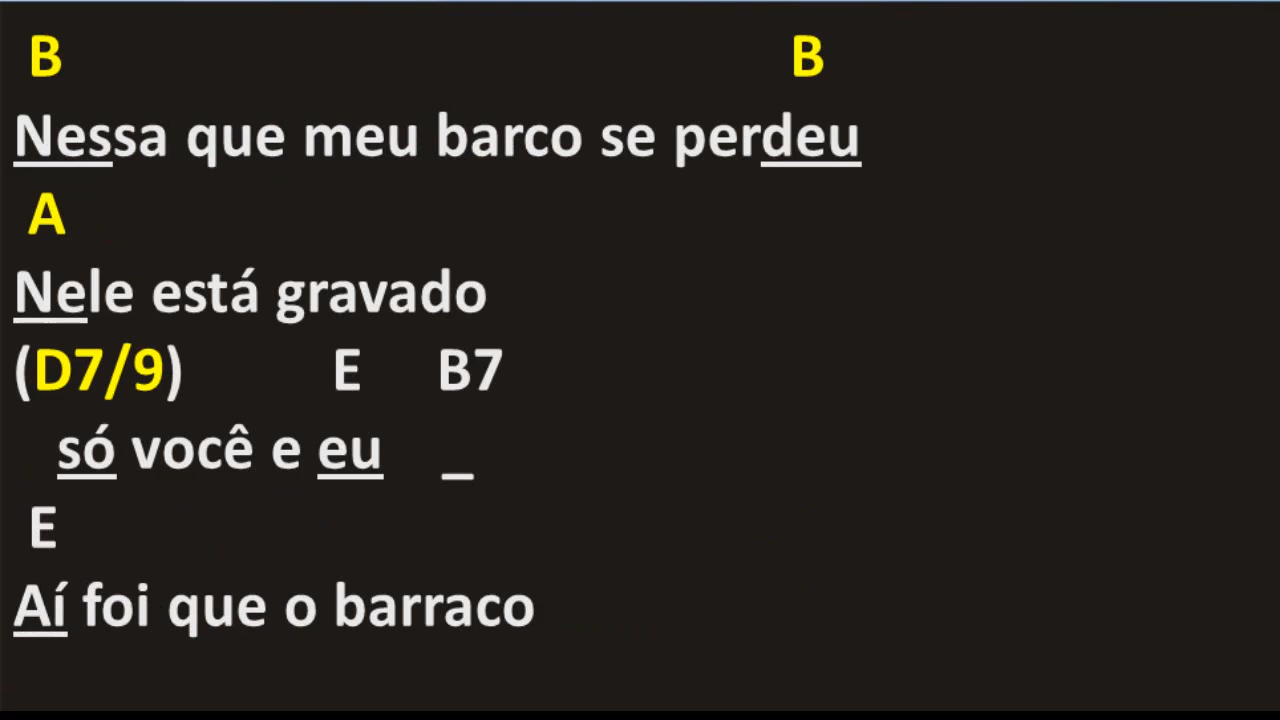 B B
Nessa que meu barco se perdeu
A
Nele está gravado
(D7/9) E B7
só você e eu _
E
Aí foi que o barraco